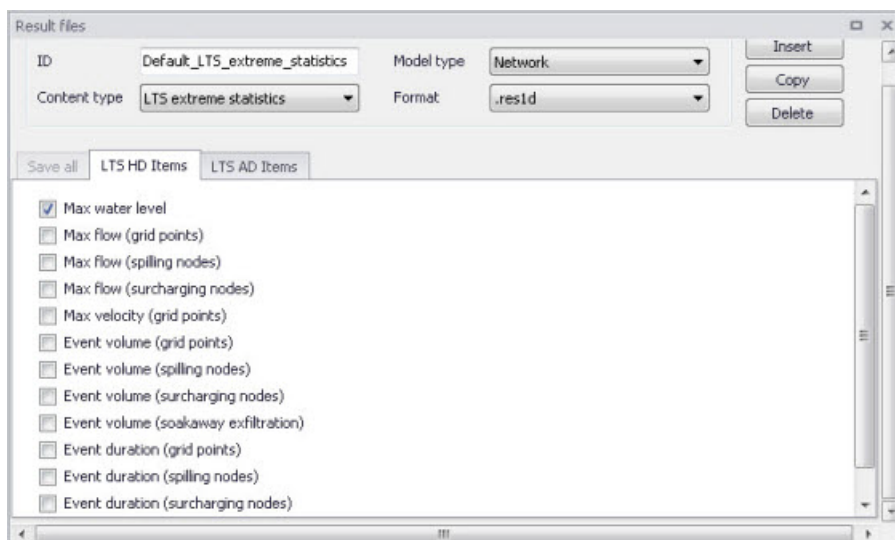 Result files
ID Default_LTS_extreme_statistics Model type Network Insert
Content type LTS extreme statistics Format .res1d Copy
Delete
Save all LTS HD Items LTS AD Items
Max water level
Max flow (grid points)
Max flow (spilling nodes)
Max flow (surcharging nodes)
Max velocity (grid points)
Event volume (grid points)
Event volume (spilling nodes)
Event volume (surcharging nodes)
Event volume (soakaway exfiltration)
Event duration (grid points)
Event duration (spilling nodes)
Event duration (surcharging nodes)